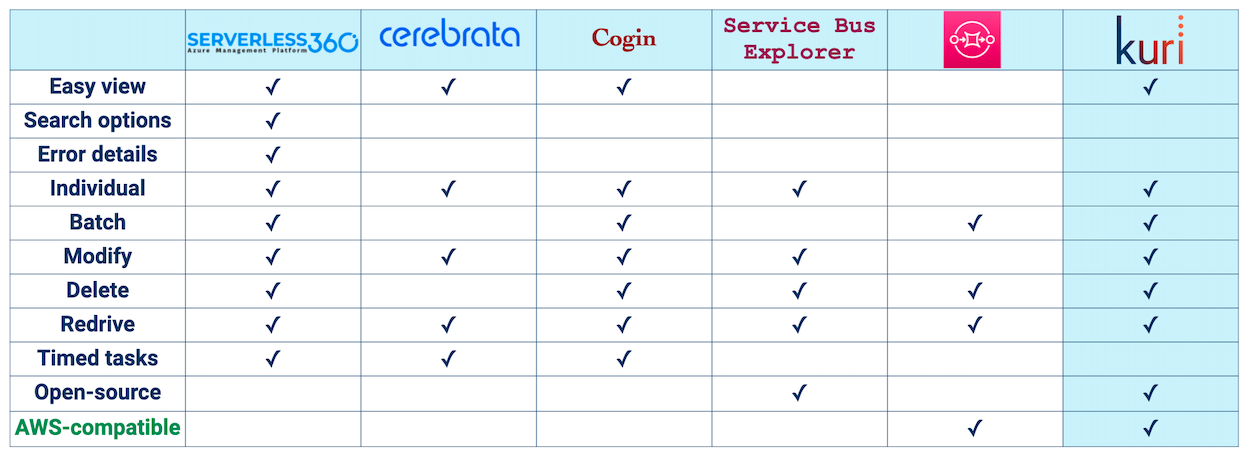 SERVERLESS360
Azure Management Platform
cerebrata
Cogin
Service Bus
Explorer
kuri
Easy view ✓ ✓ ✓ ✓
Search options ✓
Error details ✓
Individual ✓ ✓ ✓ ✓ ✓
Batch ✓ ✓ ✓ ✓
Modify ✓ ✓ ✓ ✓ ✓
Delete ✓ ✓ ✓ ✓ ✓
Redrive ✓ ✓ ✓ ✓ ✓ ✓
Timed tasks ✓ ✓ ✓
Open-source ✓ ✓
AWS-compatible ✓ ✓